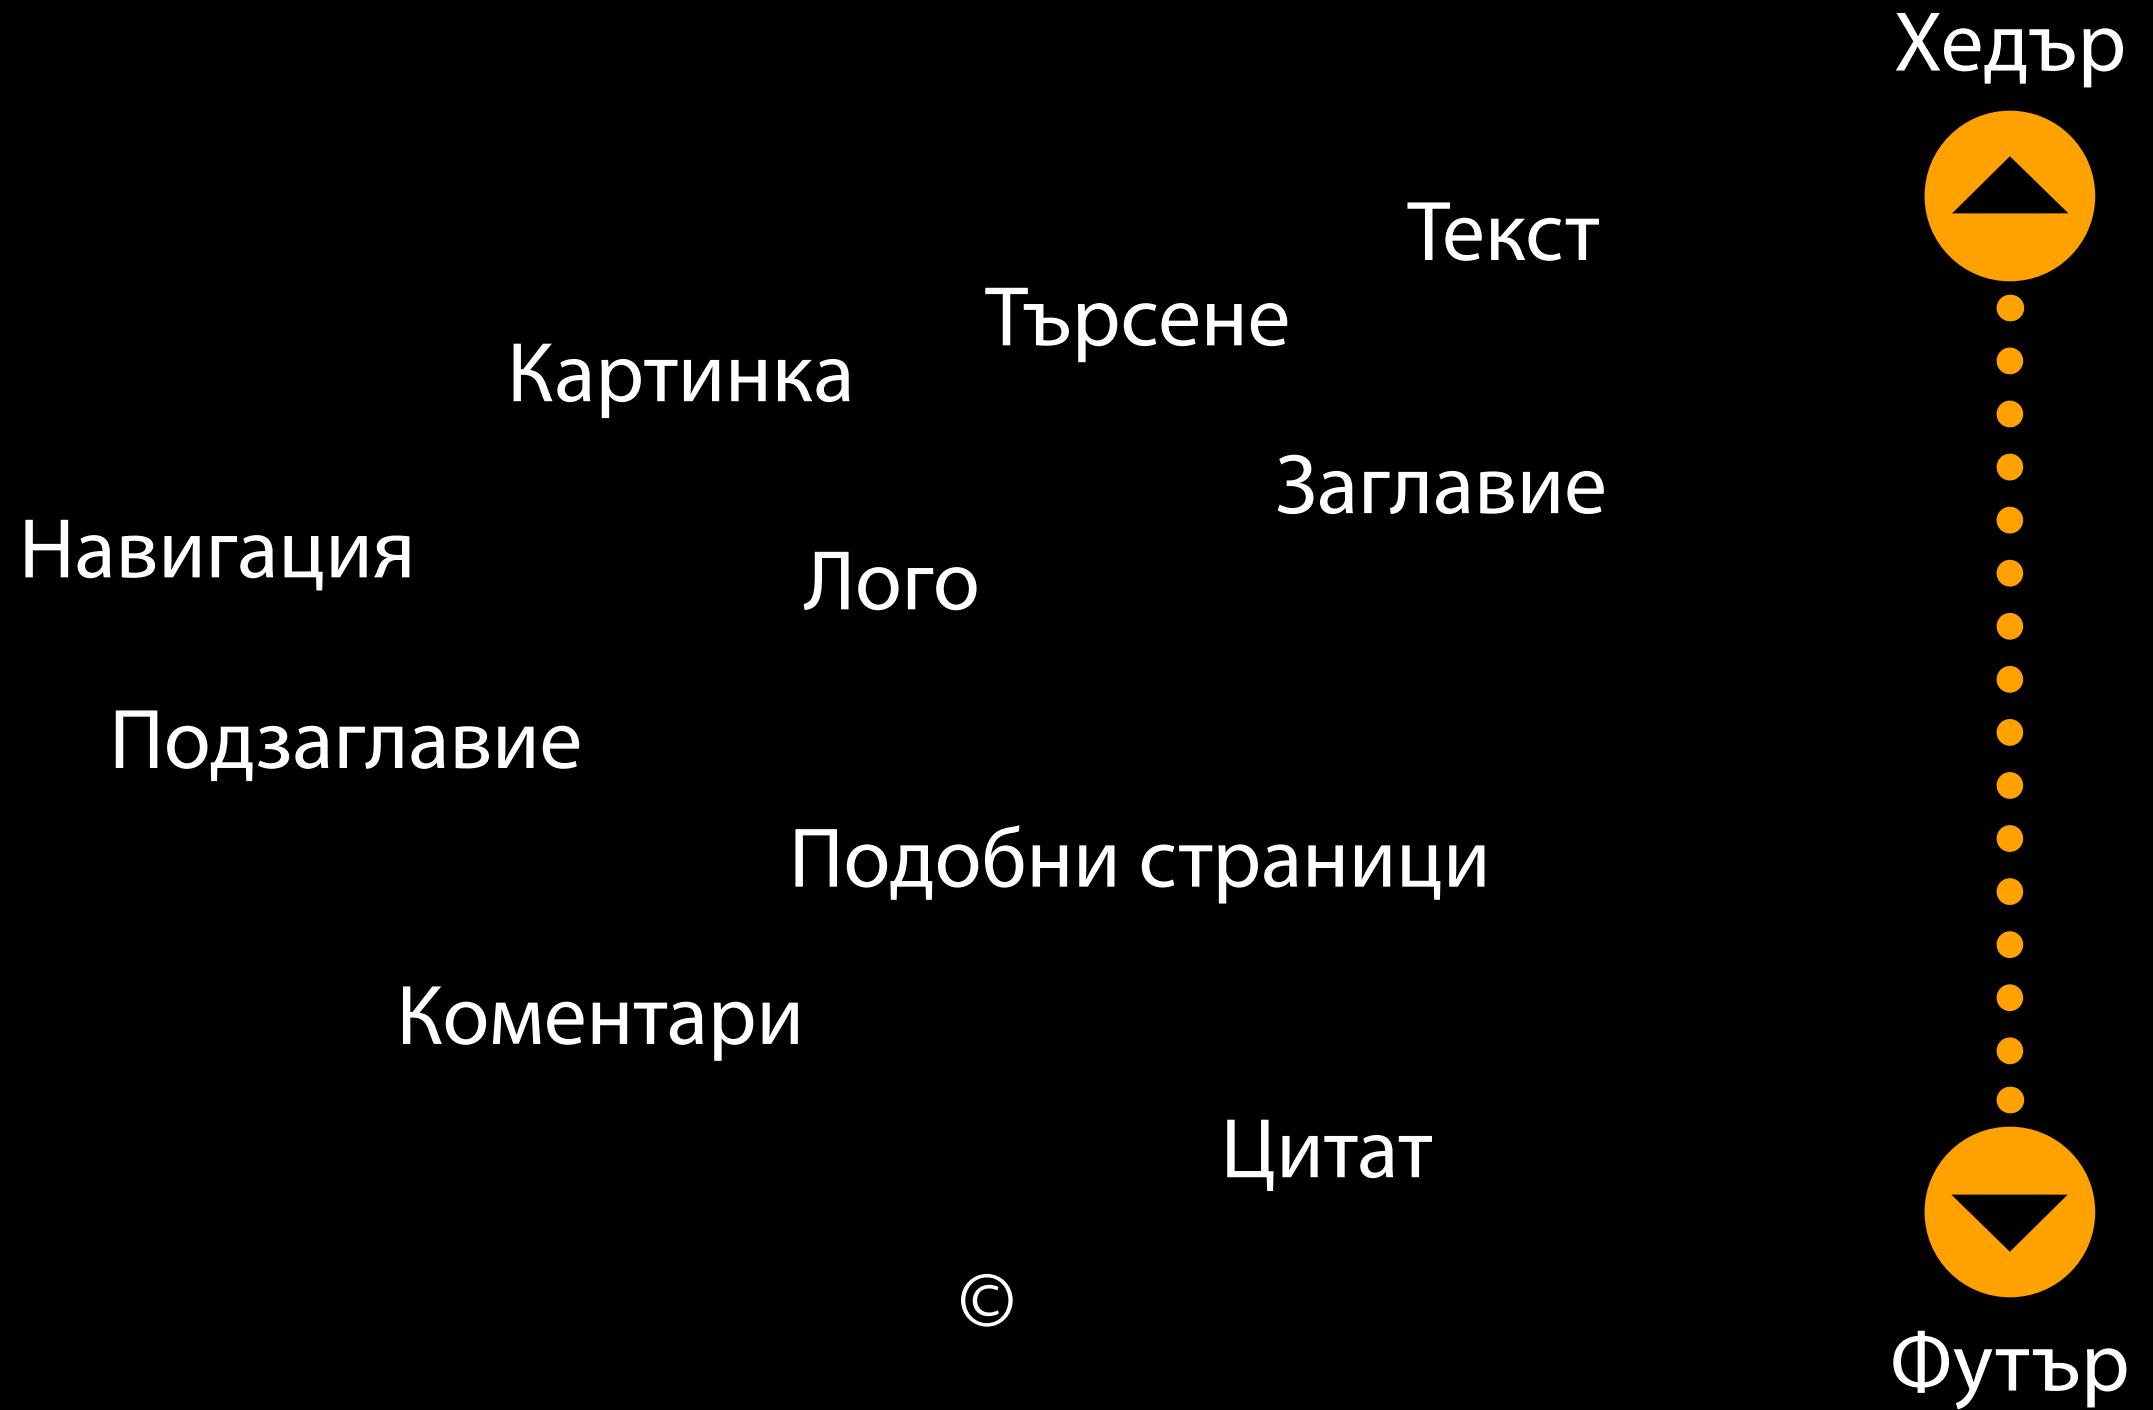 Хедър
Текст
Търсене
Картинка
Заглавие
Навигация
Лого
Подзаглавие
Подобни страници
Коментари
Цитат
©
Футър